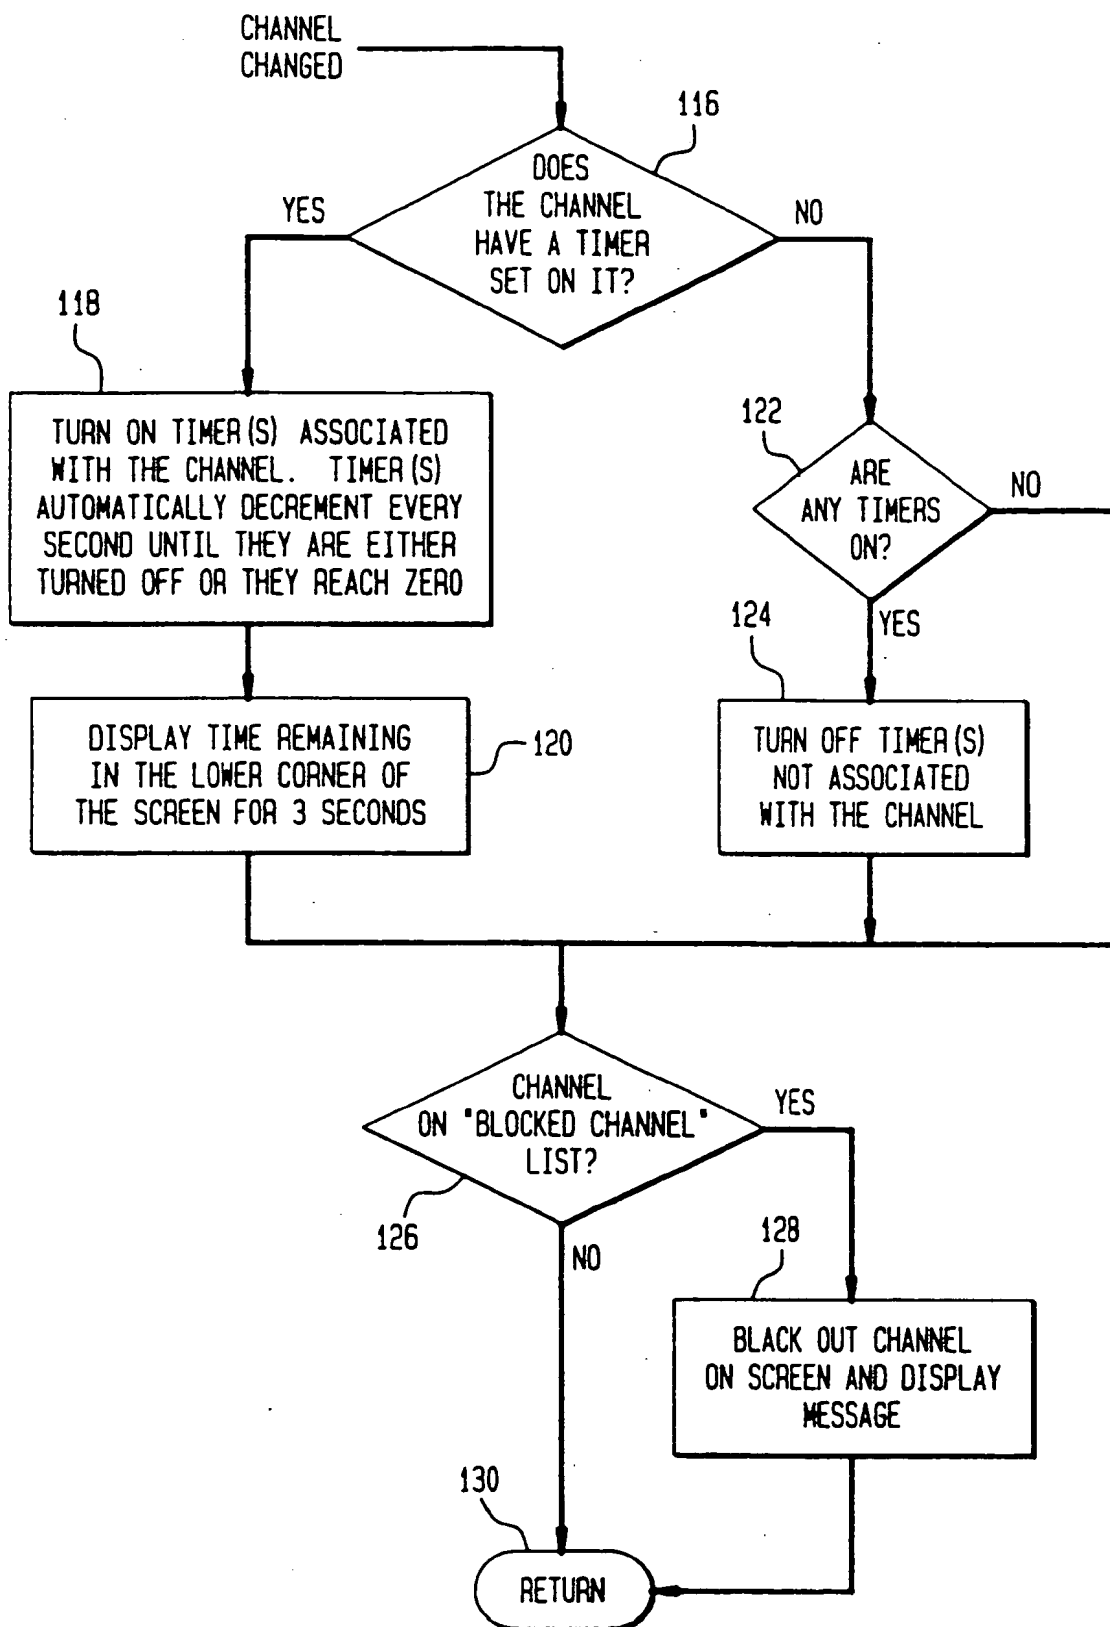 CHANNEL
CHANGED
116
DOES
THE CHANNEL
HAVE A TIMER
SET ON IT?
YES
NO
118
TURN ON TIMER(S) ASSOCIATED
WITH THE CHANNEL. TIMER(S)
AUTOMATICALLY DECREMENT EVERY
SECOND UNTIL THEY ARE EITHER
TURNED OFF OR THEY REACH ZERO
122
ARE
ANY TIMERS
ON?
NO
YES
124
DISPLAY TIME REMAINING
IN THE LOWER CORNER OF
THE SCREEN FOR 3 SECONDS
120
TURN OFF TIMER(S)
NOT ASSOCIATED
WITH THE CHANNEL
CHANNEL
ON "BLOCKED CHANNEL"
LIST?
YES
126
NO
128
BLACK OUT CHANNEL
ON SCREEN AND DISPLAY
MESSAGE
130
RETURN